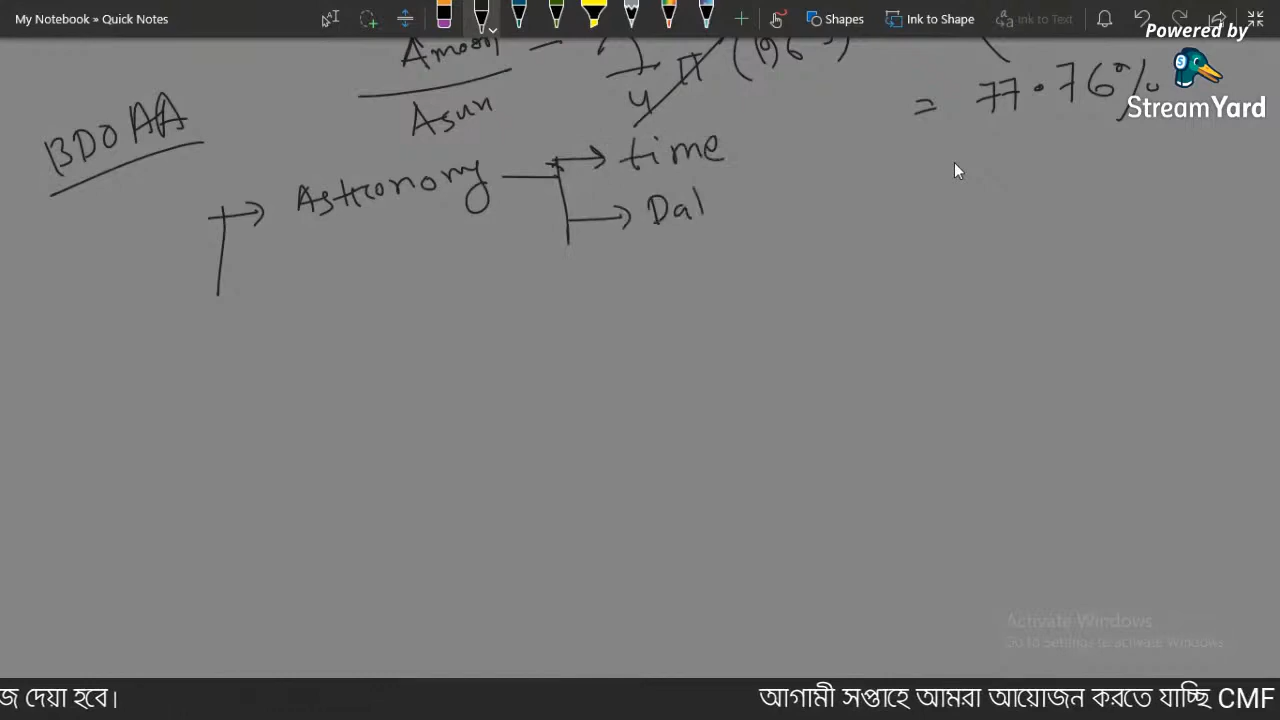 My Notebook » Quick Notes
Shapes
Ink to Shape
Ink to Text
Powered by
StreamYard
Amoon
Asun
4
π
= 77.76%
BDOAA
Astronomy
time
Dal
Activate Windows
Go to Settings to activate Windows.
জ দেয়া হবে।
আগামী সপ্তাহে আমরা আয়োজন করতে যাচ্ছি CMF